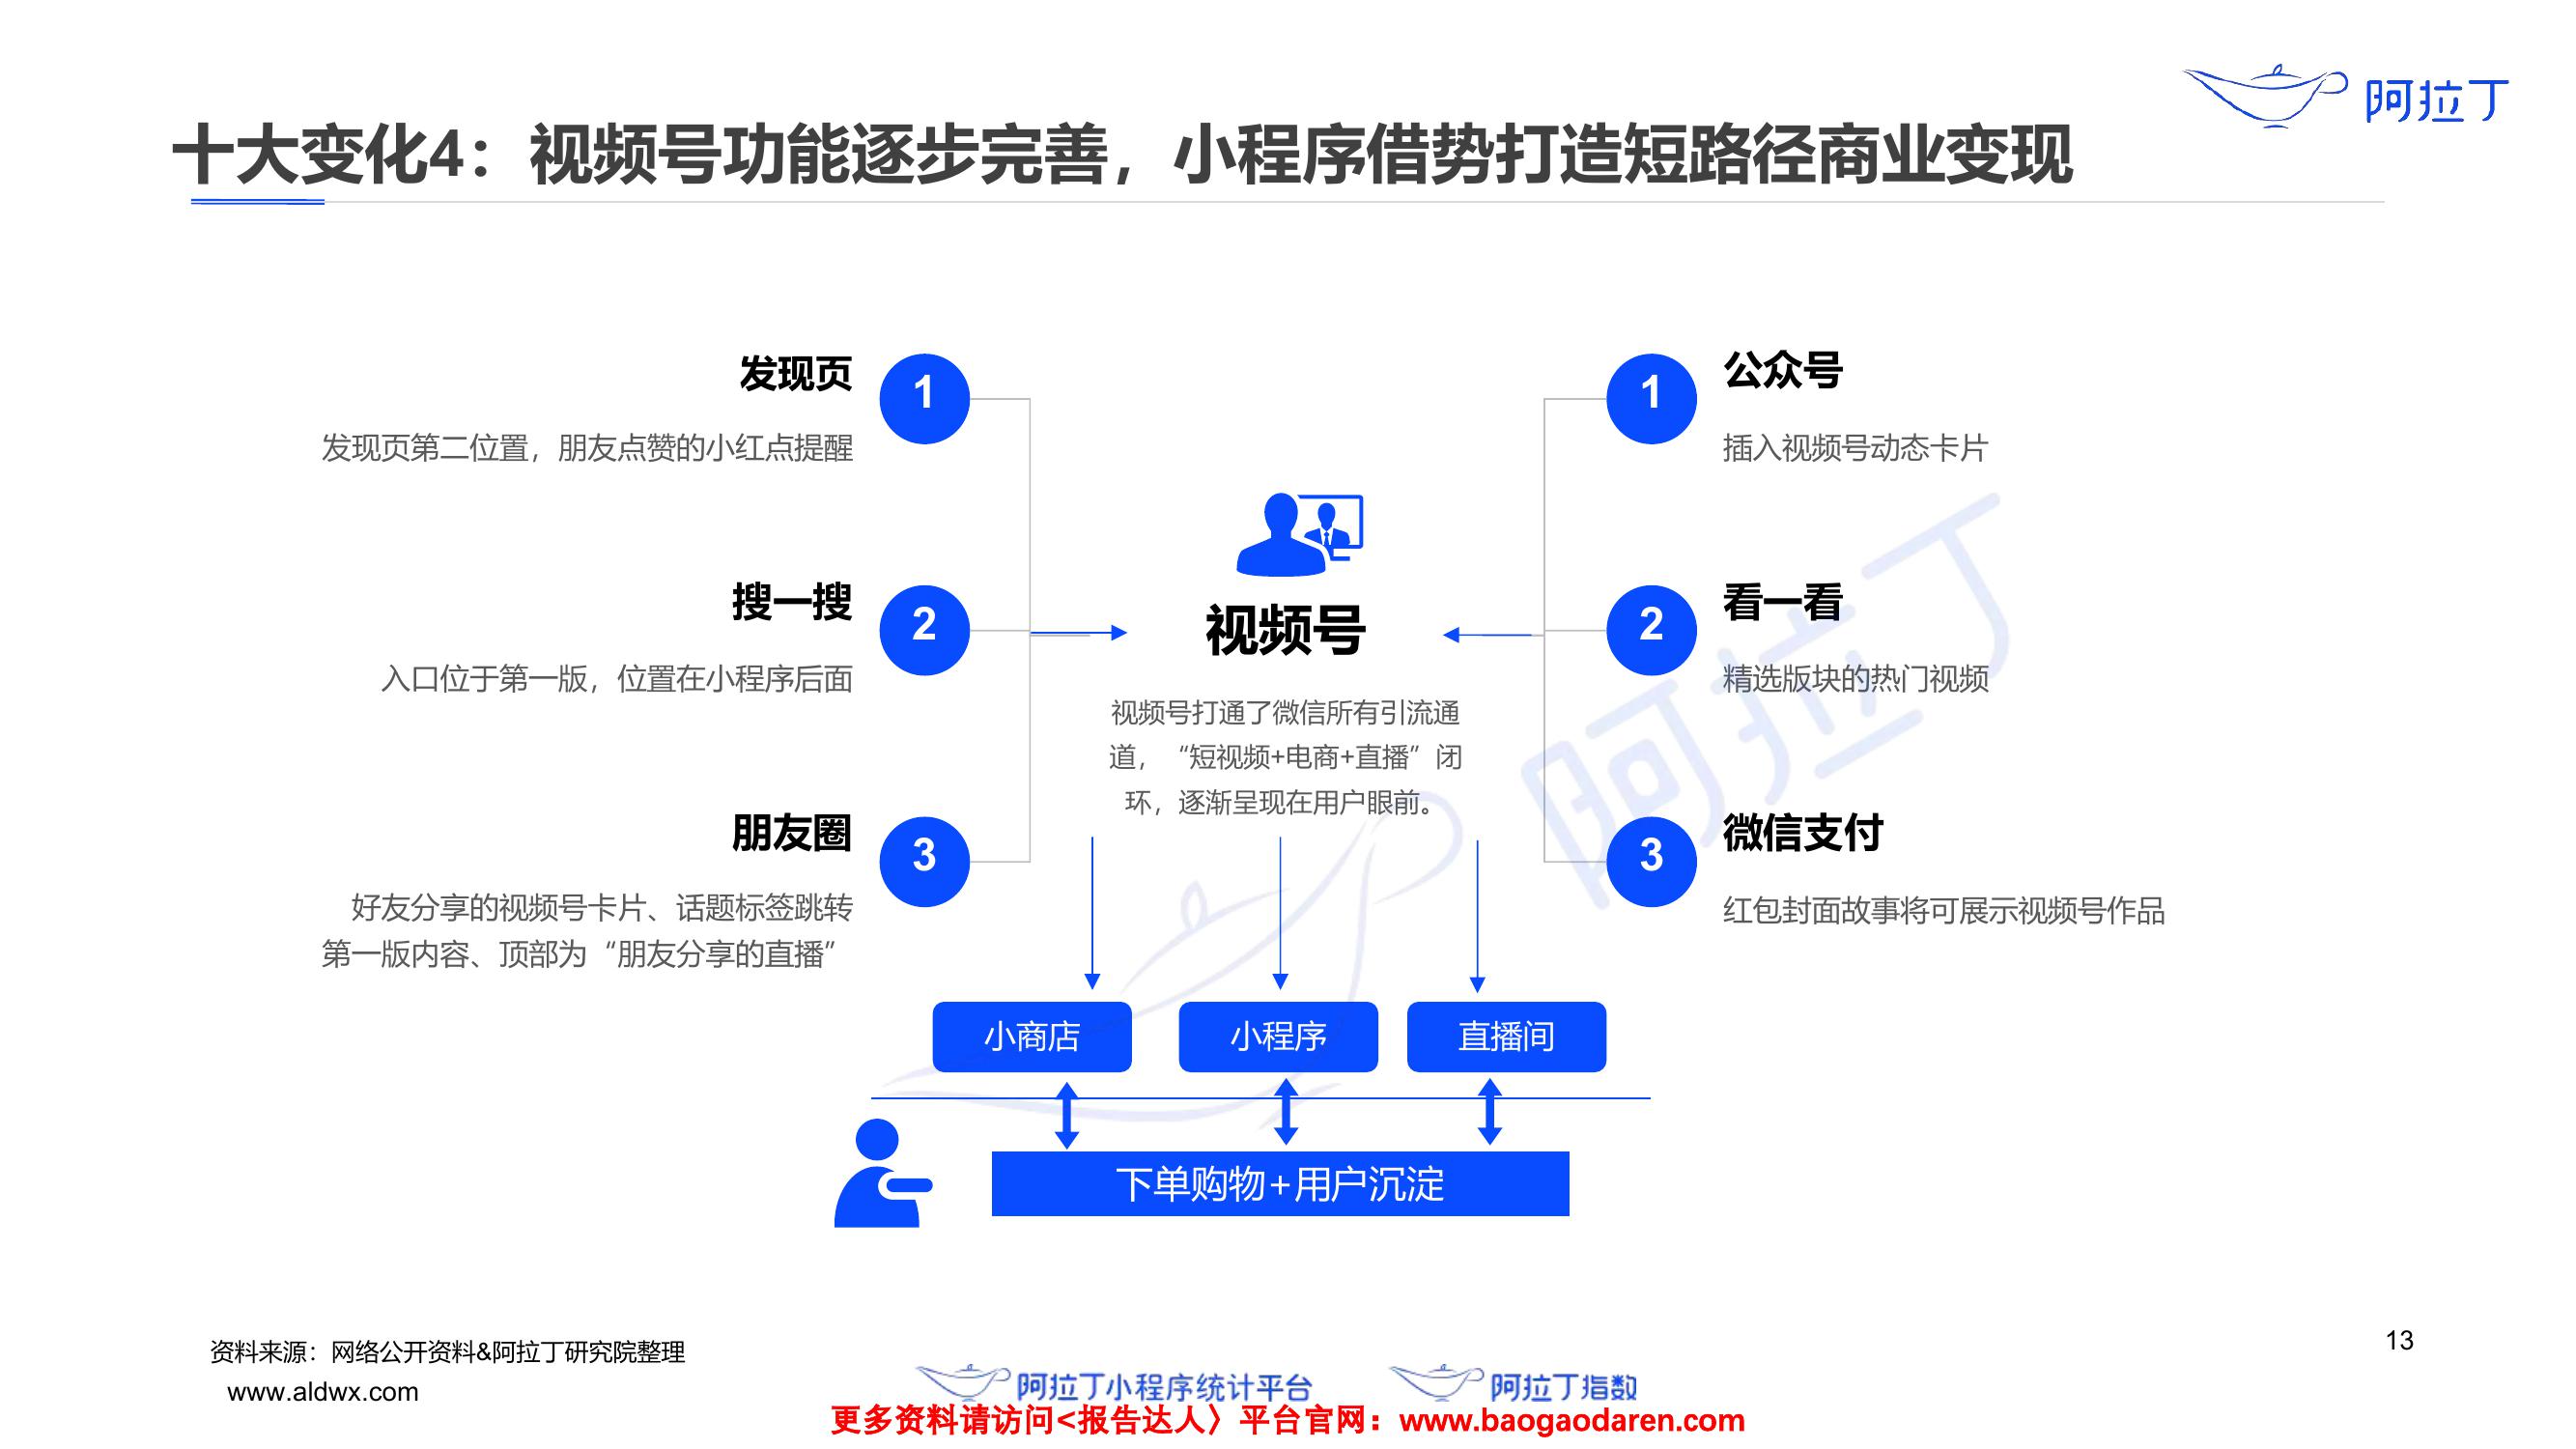 阿拉丁
十大变化4：视频号功能逐步完善，小程序借势打造短路径商业变现
发现页
1
发现页第二位置，朋友点赞的小红点提醒
搜一搜
2
入口位于第一版，位置在小程序后面
朋友圈
3
好友分享的视频号卡片、话题标签跳转
第一版内容、顶部为“朋友分享的直播”
视频号
视频号打通了微信所有引流通
道，“短视频+电商+直播”闭
环，逐渐呈现在用户眼前。
1
公众号
插入视频号动态卡片
2
看一看
精选版块的热门视频
3
微信支付
红包封面故事将可展示视频号作品
阿拉丁
小商店
小程序
直播间
下单购物+用户沉淀
资料来源：网络公开资料&阿拉丁研究院整理
www.aldwx.com
13
阿拉丁小程序统计平台
阿拉丁指数
更多资料请访问<报告达人〉平台官网：www.baogaodaren.com